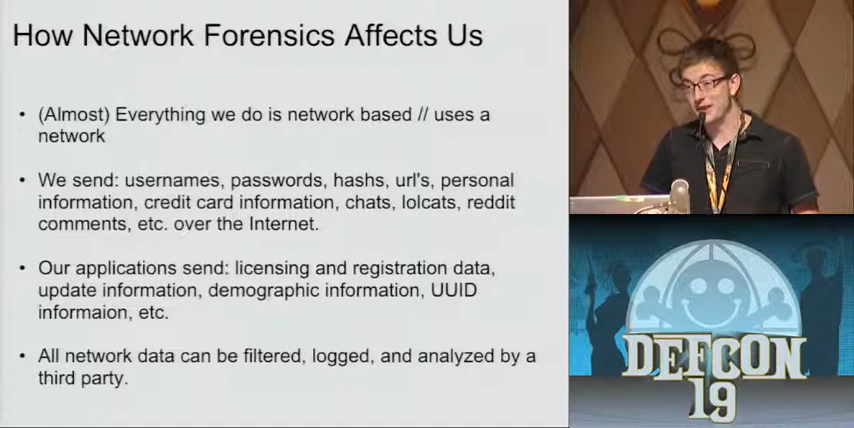 How Network Forensics Affects Us
• (Almost) Everything we do is network based // uses a
network
• We send: usernames, passwords, hashs, url's, personal
information, credit card information, chats, lolcats, reddit
comments, etc. over the Internet.
• Our applications send: licensing and registration data,
update information, demographic information, UUID
informaion, etc.
• All network data can be filtered, logged, and analyzed by a
third party.
DEFCON
19